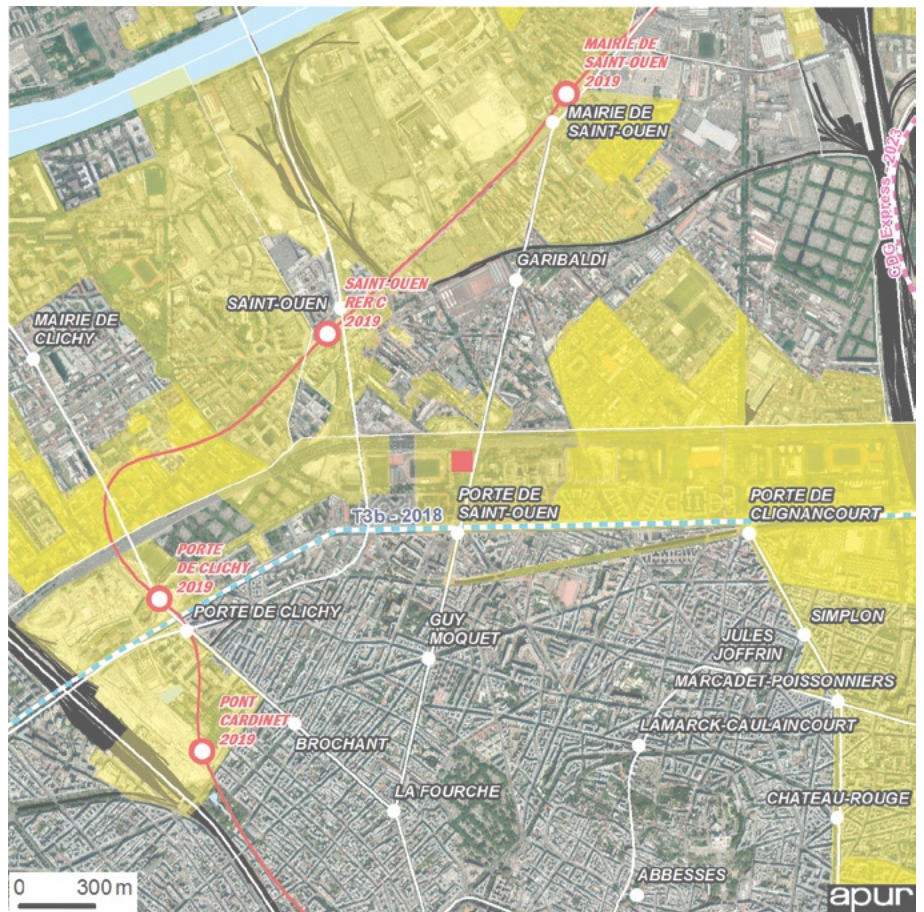 MAIRIE DE
SAINT-OUEN
2019
MAIRIE DE
SAINT-OUEN
CDG Express - 2023
GARIBALDI
SAINT-OUEN
RER C
2019
SAINT-OUEN
MAIRIE DE
CLICHY
T3b - 2018
PORTE DE
SAINT-OUEN
PORTE DE
CLIGNANCOURT
PORTE
DE CLICHY
2019
PORTE DE CLICHY
GUY
MOQUET
SIMPLON
JULES
JOFFRIN
MARCADET-POISSONNIERS
PONT
CARDINET
2019
BROCHANT
LAMARCK-CAULAINCOURT
LA FOURCHE
CHATEAU-ROUGE
ABBESSES
0 300 m
apur